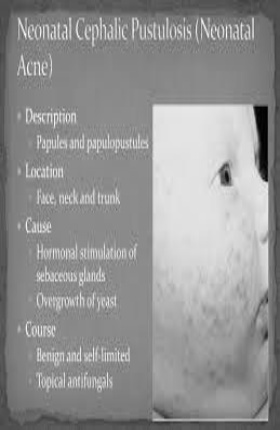 Neonatal Cephalic Pustulosis (Neonatal
Acne)
Description
Papules and papulopustules
Location
Face, neck and trunk
Cause
Hormonal stimulation of
sebaceous glands
Overgrowth of yeast
Course
Benign and self-limited
Topical antifungals